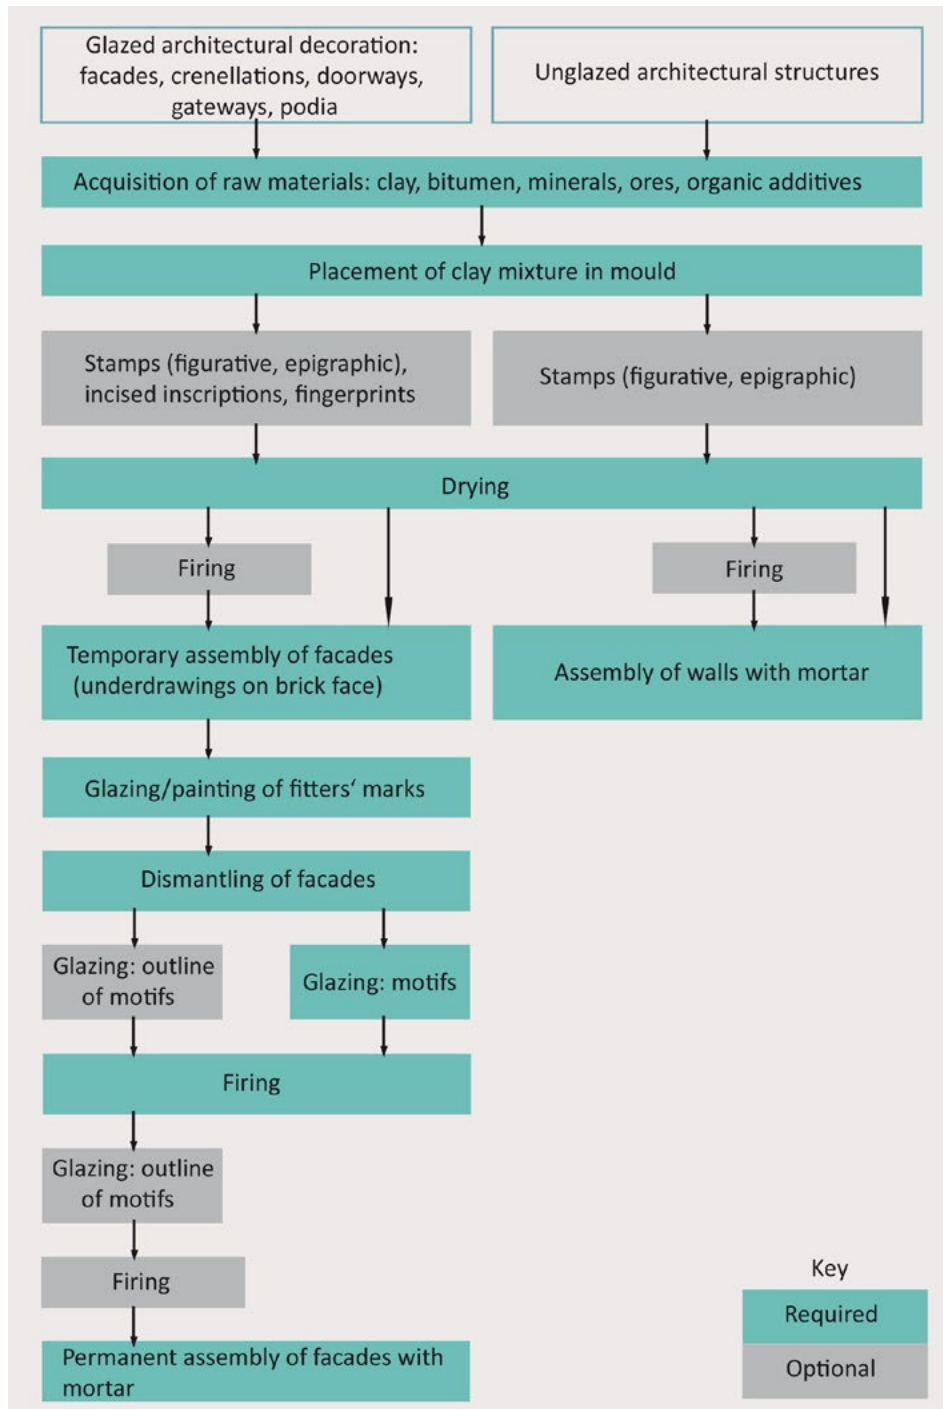 Glazed architectural decoration:
facades, crenellations, doorways,
gateways, podia
Unglazed architectural structures
Acquisition of raw materials: clay, bitumen, minerals, ores, organic additives
Placement of clay mixture in mould
Stamps (figurative, epigraphic),
incised inscriptions, fingerprints
Stamps (figurative, epigraphic)
Drying
Firing
Firing
Temporary assembly of facades
(underdrawings on brick face)
Assembly of walls with mortar
Glazing/painting of fitters‘ marks
Dismantling of facades
Glazing: outline
of motifs
Glazing: motifs
Firing
Glazing: outline
of motifs
Firing
Permanent assembly of facades with
mortar
Key
Required
Optional